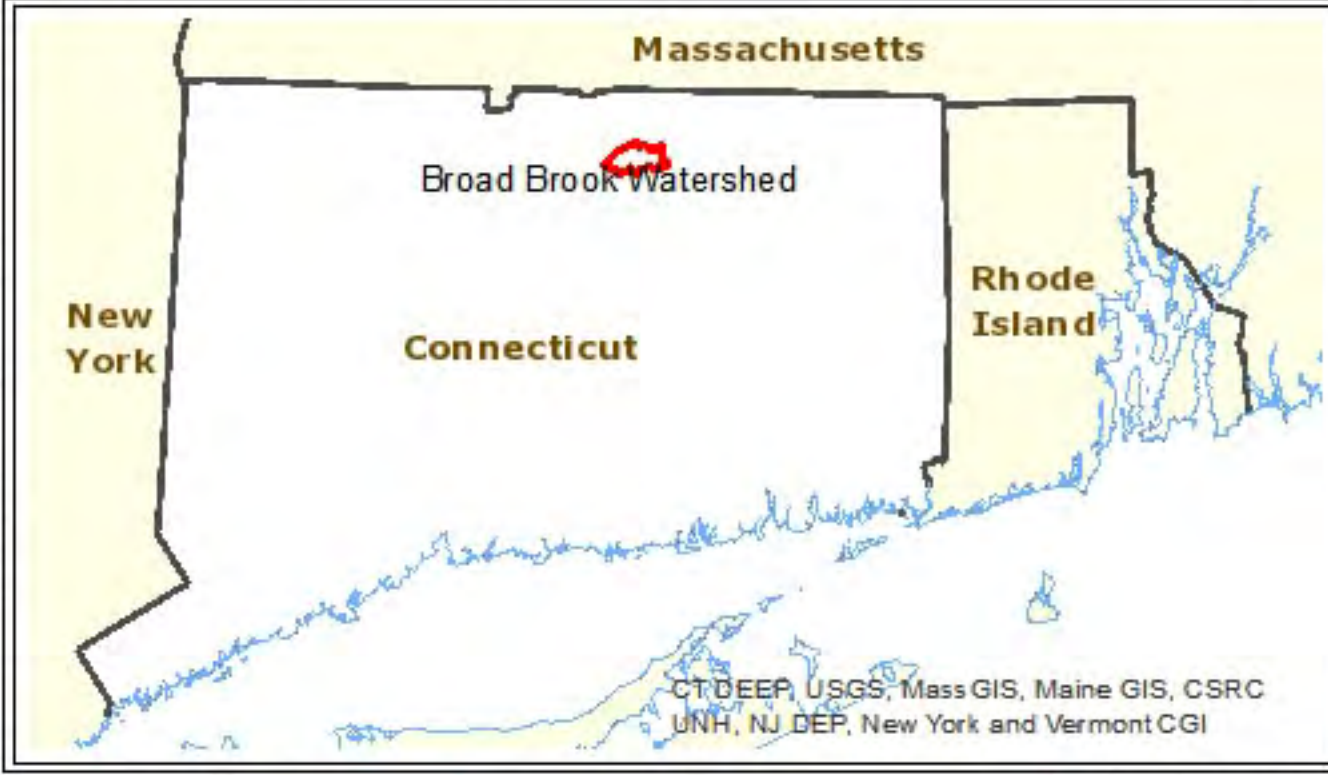 Massachusetts
Broad Brook Watershed
New
York
Connecticut
Rhode
Island
CT DEEP, USGS, Mass GIS, Maine GIS, CSRC
UNH, NJ DEP, New York and Vermont CGI